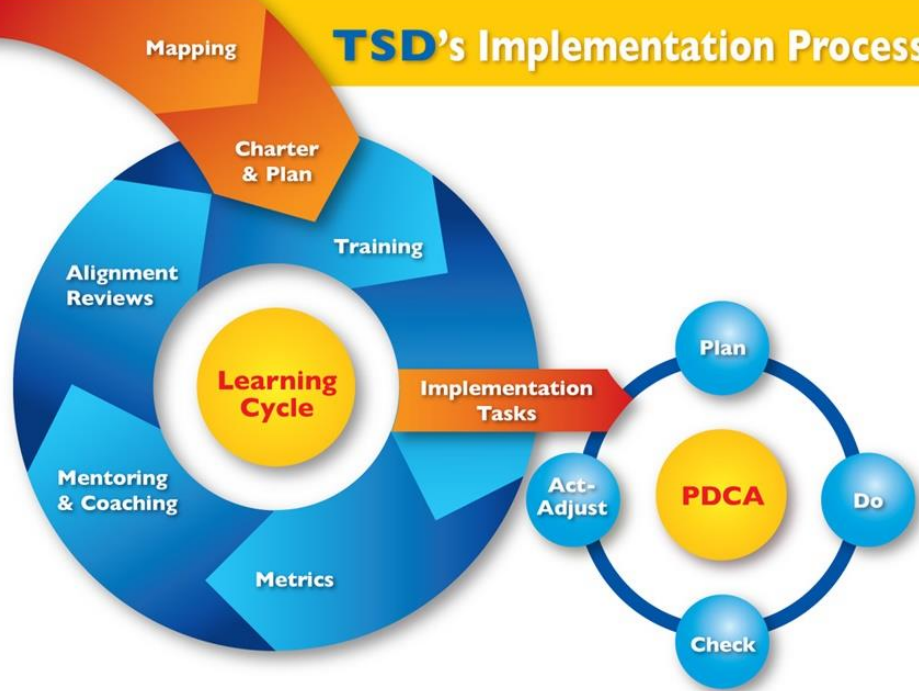 TSD's Implementation Process
Mapping
Charter
& Plan
Training
Implementation
Tasks
Metrics
Mentoring
& Coaching
Alignment
Reviews
Learning
Cycle
Plan
Do
Check
Act-
Adjust
PDCA